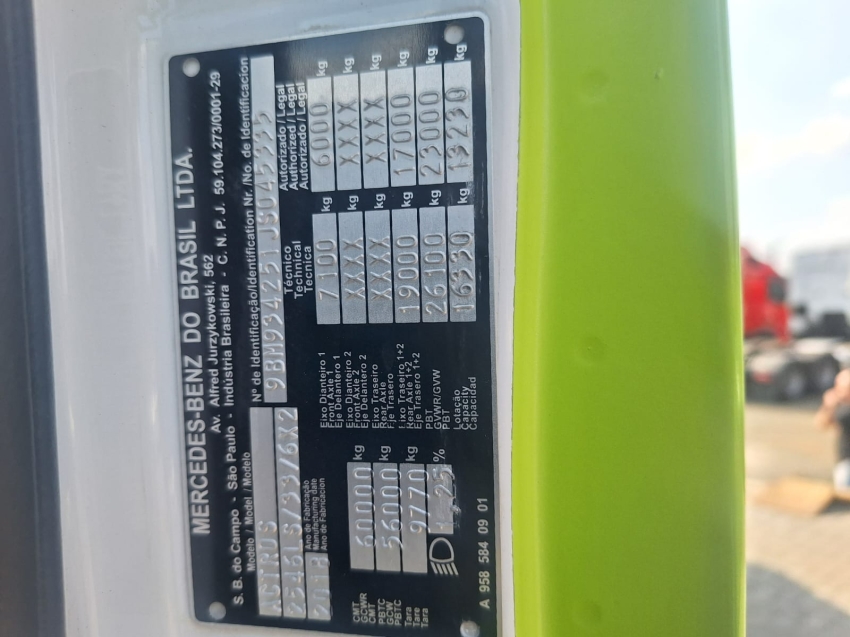 MERCEDES-BENZ DO BRASIL LTDA.
Av. Alfred Jurzykowski, 562
S. B. do Campo - São Paulo - Indústria Brasileira - C. N. P. J. 59.104.273/0001-29
Modelo / Model / Modelo
Nº de Identificação/Identification Nr. /No. de Identificacion
ACTROS
2546LS/33/6X2
2018
Ano de Fabricação
Manufacturing date
Ano de Fabricacion
Técnico
Technical
Tecnica
Autorizado / Legal
Authorized / Legal
Autorizado / Legal
Eixo Dianteiro 1
Front Axle 1
Eje Delantero 1
7100 kg 6000 kg
Eixo Dianteiro 2
Front Axle 2
Eje Delantero 2
XXXX kg XXXX kg
Eixo Traseiro
Rear Axle
Eje Trasero
XXXX kg XXXX kg
Eixo Traseiro 1+2
Rear Axle 1+2
Eje Trasero 1+2
19000 kg 17000 kg
PBT
GVWR/GVW
PBT
26100 kg 23000 kg
Lotação
Capacity
Capacidad
16230 kg 13230 kg
CMT
GCWR
CMT
60000 kg
PBTC
GCW
PBTC
56000 kg
Tara
Tare
Tara
9770 kg
%
A 958 584 09 01